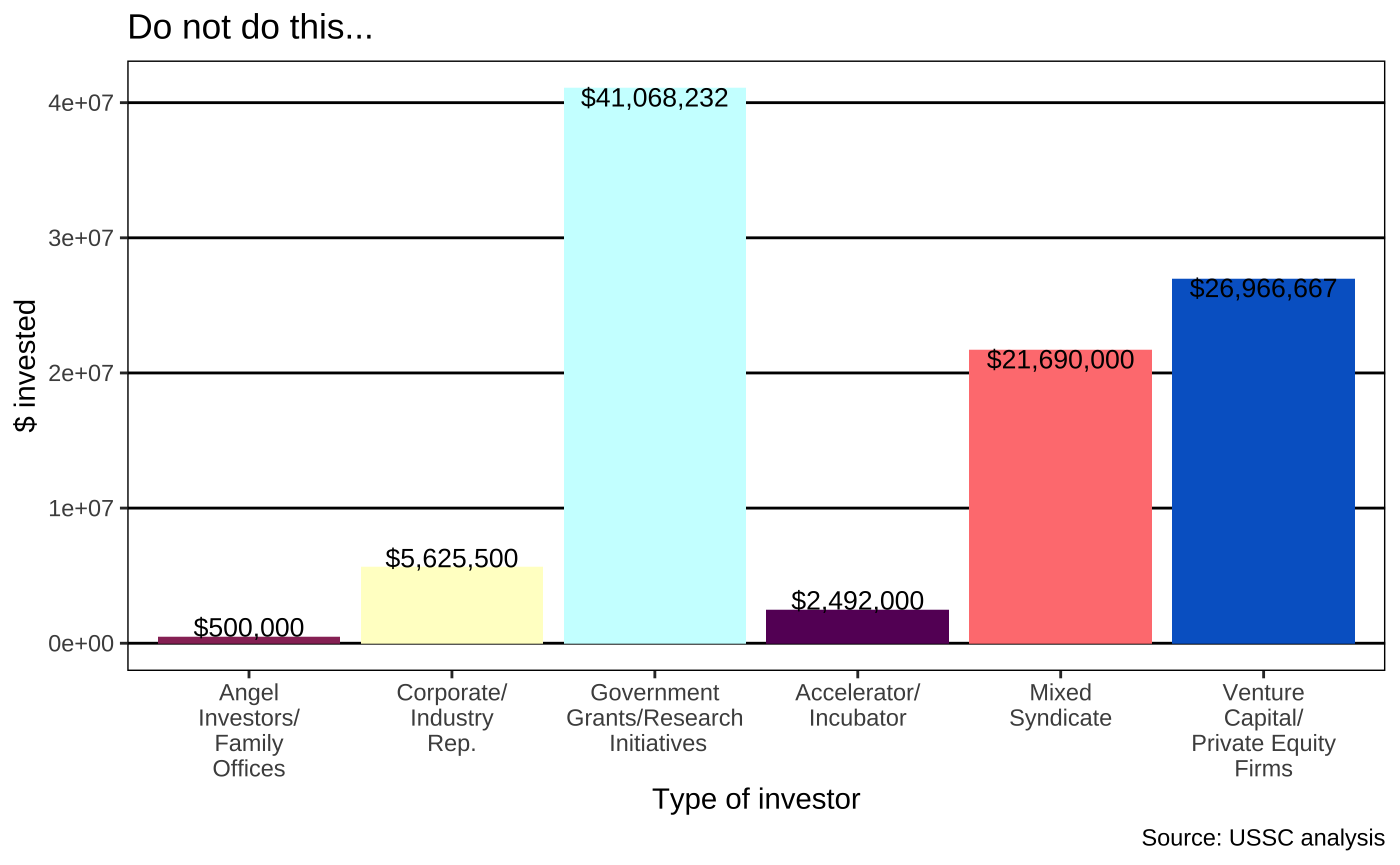 Do not do this...
$ invested
4e+07
3e+07
2e+07
1e+07
0e+00
$500,000
$5,625,500
$41,068,232
$2,492,000
$21,690,000
$26,966,667
Angel
Investors/
Family
Offices
Corporate/
Industry
Rep.
Government
Grants/Research
Initiatives
Accelerator/
Incubator
Mixed
Syndicate
Venture
Capital/
Private Equity
Firms
Type of investor
Source: USSC analysis